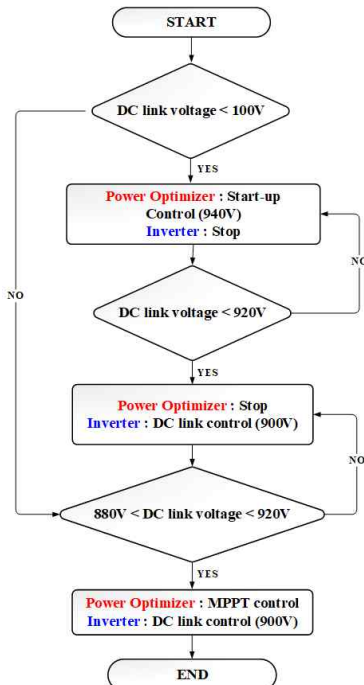 START
DC link voltage < 100V
YES
Power Optimizer : Start-up
Control (940V)
Inverter : Stop
NO
NO
DC link voltage < 920V
YES
Power Optimizer : Stop
Inverter : DC link control (900V)
NO
880V < DC link voltage < 920V
YES
Power Optimizer : MPPT control
Inverter : DC link control (900V)
END